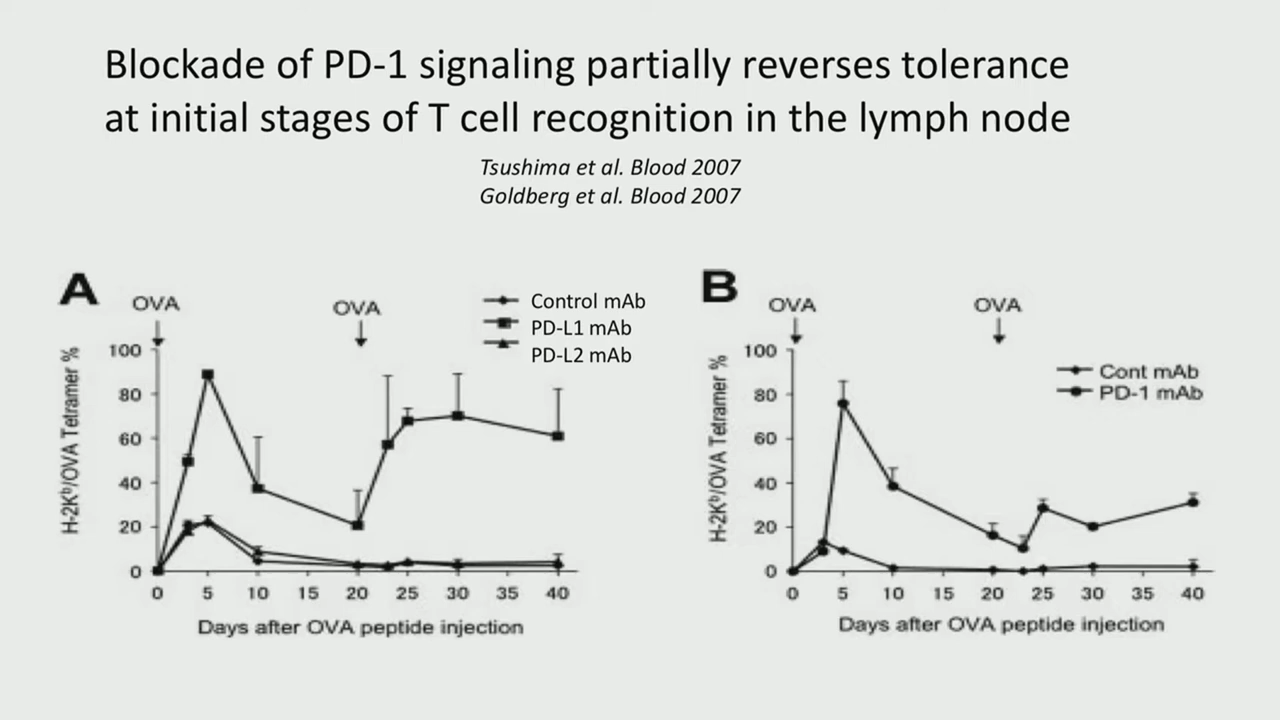 Blockade of PD-1 signaling partially reverses tolerance
at initial stages of T cell recognition in the lymph node
Tsushima et al. Blood 2007
Goldberg et al. Blood 2007
A
OVA
OVA
Control mAb
PD-L1 mAb
PD-L2 mAb
H-2Kᵇ/OVA Tetramer %
100
80
60
40
20
0
0 5 10 15 20 25 30 35 40
Days after OVA peptide injection
B
OVA
OVA
Cont mAb
PD-1 mAb
H-2Kᵇ/OVA Tetramer %
100
80
60
40
20
0
0 5 10 15 20 25 30 35 40
Days after OVA peptide injection